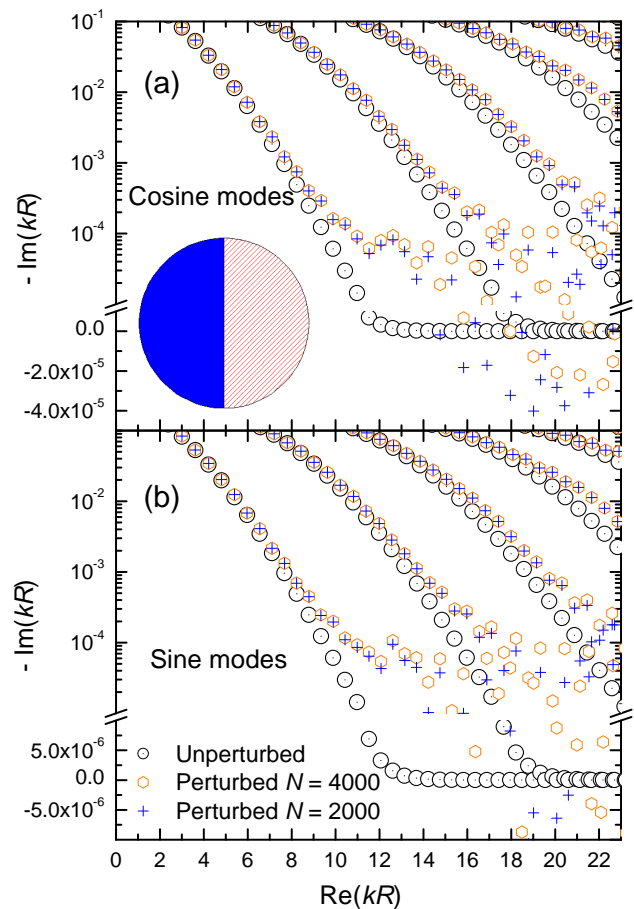 10⁻¹
(a)
10⁻²
10⁻³
Cosine modes
10⁻⁴
- Im(kR)
0.0
-2.0x10⁻⁵
-4.0x10⁻⁵
(b)
10⁻²
10⁻³
- Im(kR)
10⁻⁴
Sine modes
5.0x10⁻⁶
0.0
-5.0x10⁻⁶
Unperturbed
Perturbed N = 4000
Perturbed N = 2000
0 2 4 6 8 10 12 14 16 18 20 22
Re(kR)